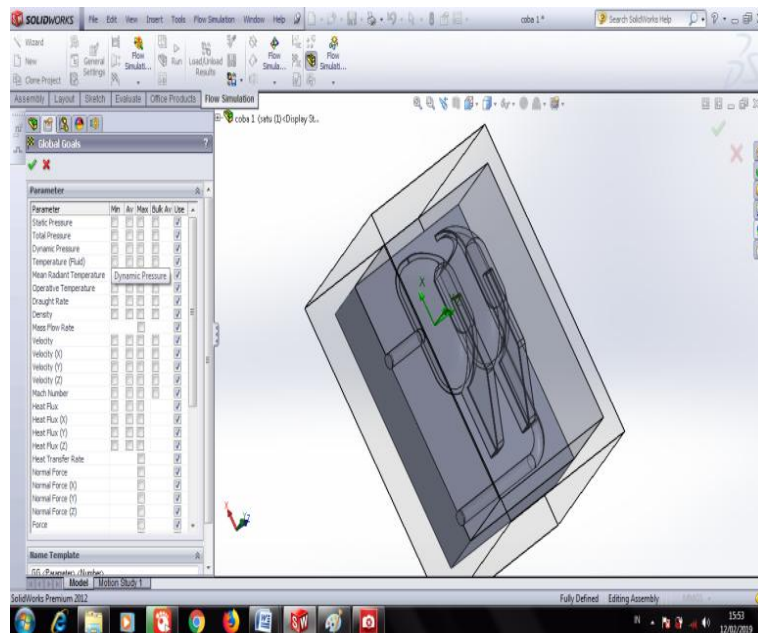 SOLIDWORKS File Edit View Insert Tools Flow Simulation Window Help coba 1 * Search SolidWorks Help
Wizard
New
Clone Project
General Settings
Flow Simulati...
Run
Load/Unload Results
Flow Simula...
Flow Simulati...
Assembly Layout Sketch Evaluate Office Products Flow Simulation
coba 1 (satu (1)<Display St...
Global Goals ?
Parameter
Parameter Min Av Max Bulk Av Use
Static Pressure
Total Pressure
Dynamic Pressure
Temperature (Fluid)
Mean Radiant Temperature
Dynamic Pressure
Operative Temperature
Draught Rate
Density
Mass Flow Rate
Velocity
Velocity (X)
Velocity (Y)
Velocity (Z)
Mach Number
Heat Flux
Heat Flux (X)
Heat Flux (Y)
Heat Flux (Z)
Heat Transfer Rate
Normal Force
Normal Force (X)
Normal Force (Y)
Normal Force (Z)
Force
Name Template
GG <Parameter> <Number>
X
Model Motion Study 1
SolidWorks Premium 2012 Fully Defined Editing Assembly
IN 15:53
12/02/2019